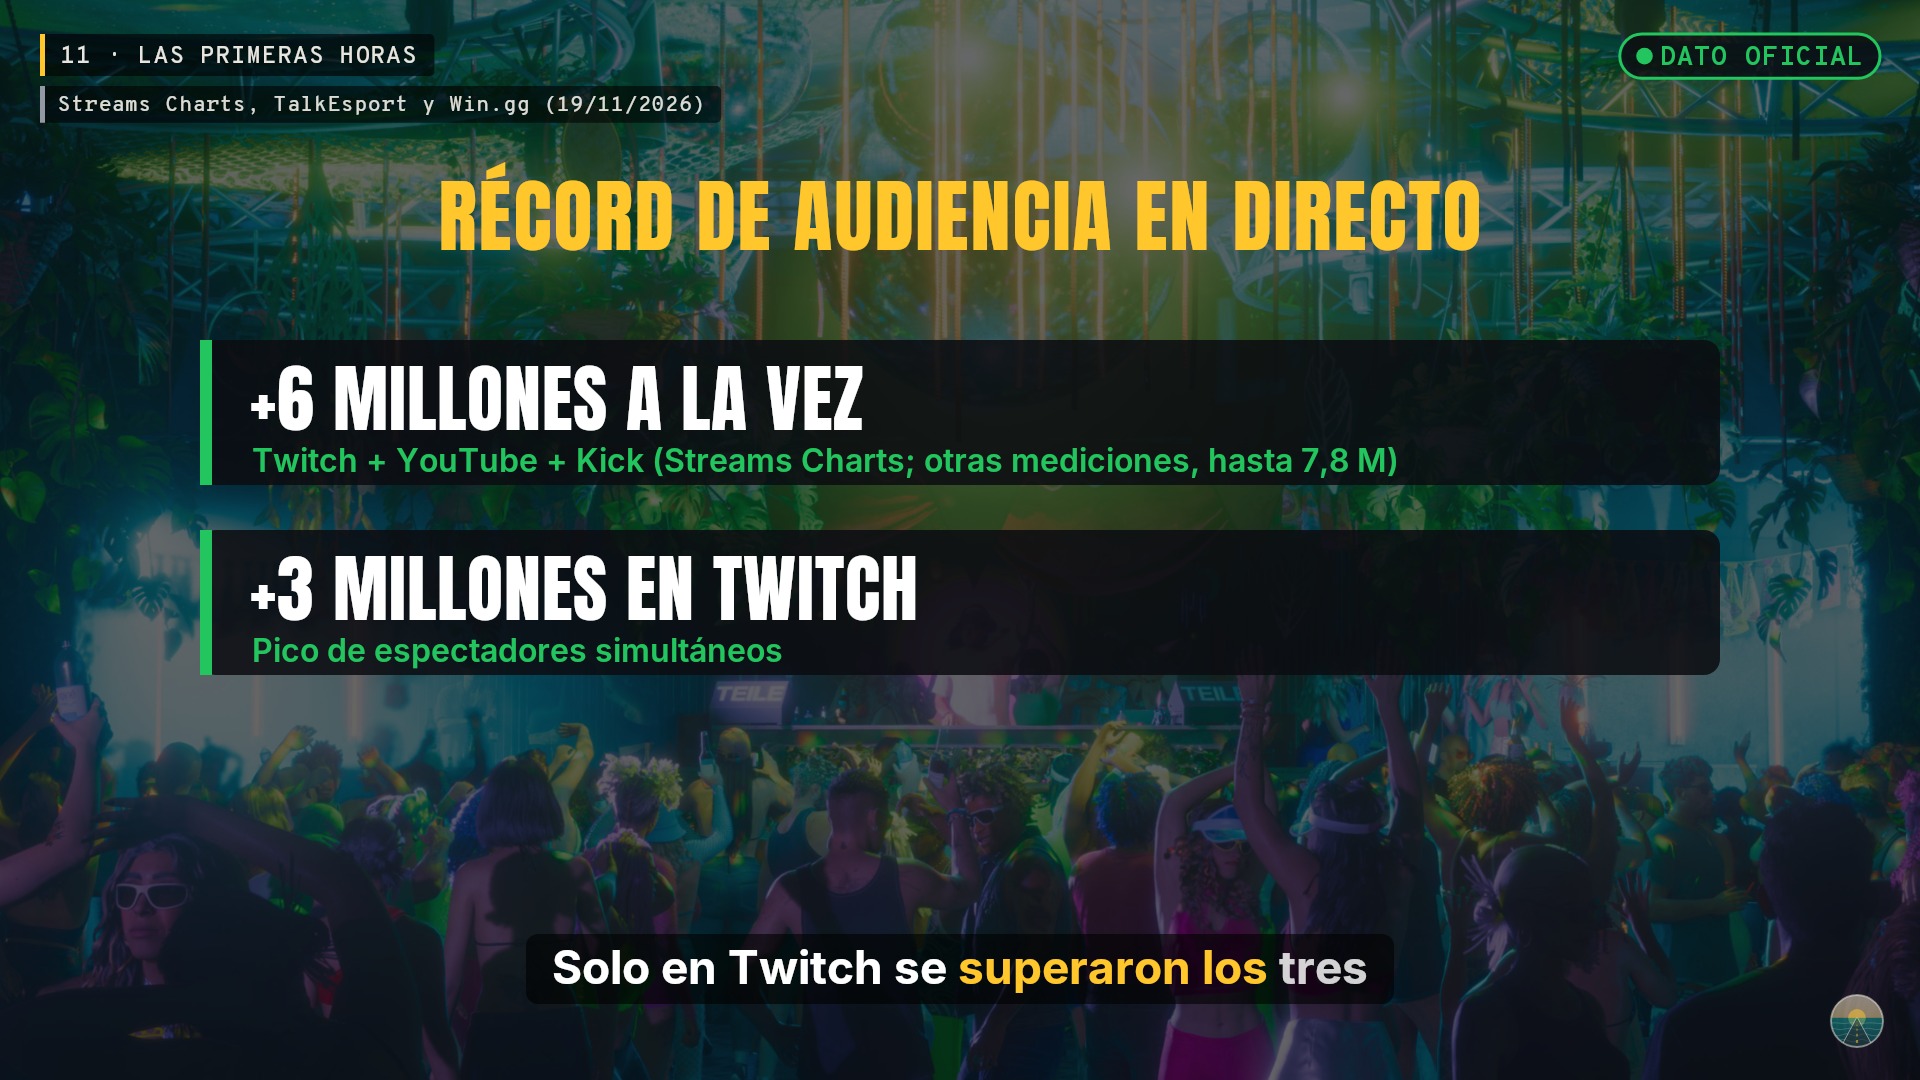 11 · LAS PRIMERAS HORAS
DATO OFICIAL
Streams Charts, TalkEsport y Win.gg (19/11/2026)
RÉCORD DE AUDIENCIA EN DIRECTO
+6 MILLONES A LA VEZ
Twitch + YouTube + Kick (Streams Charts; otras mediciones, hasta 7,8 M)
+3 MILLONES EN TWITCH
Pico de espectadores simultáneos
TEILE TEILE
Solo en Twitch se superaron los tres